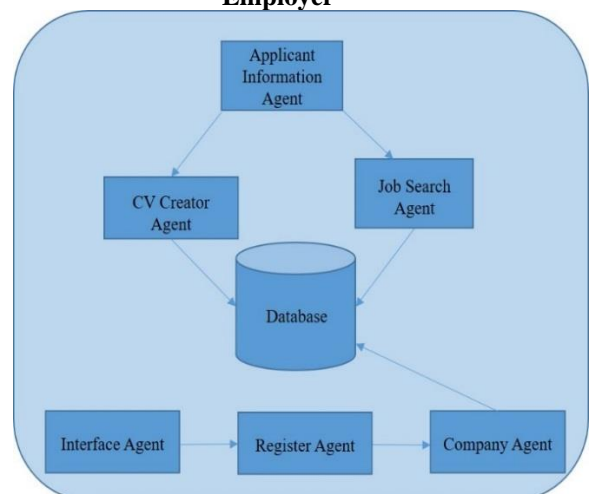 Employer
Applicant
Information
Agent
CV Creator
Agent
Job Search
Agent
Database
Interface Agent
Register Agent
Company Agent